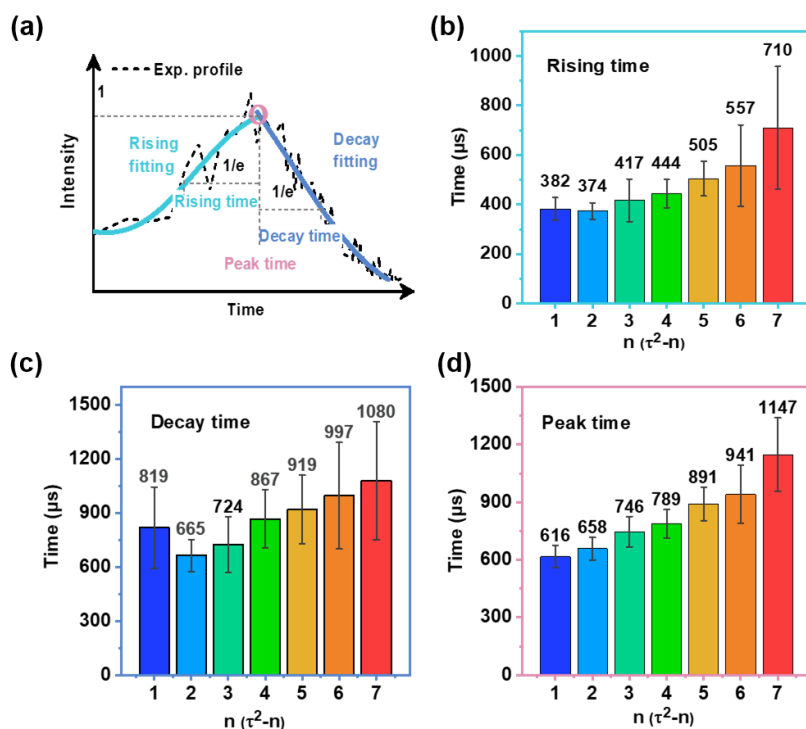 (a)
Exp. profile
1
Rising
fitting
1/e
Rising time
Decay
fitting
1/e
Decay time
Peak time
Intensity
Time
(b)
Rising time
Time (μs)
1000
800
600
400
200
0
382
374
417
444
505
557
710
1 2 3 4 5 6 7
n (τ²-n)
(c)
Decay time
Time (μs)
1500
1200
900
600
300
0
819
665
724
867
919
997
1080
1 2 3 4 5 6 7
n (τ²-n)
(d)
Peak time
Time (μs)
1500
1200
900
600
300
0
616
658
746
789
891
941
1147
1 2 3 4 5 6 7
n (τ²-n)